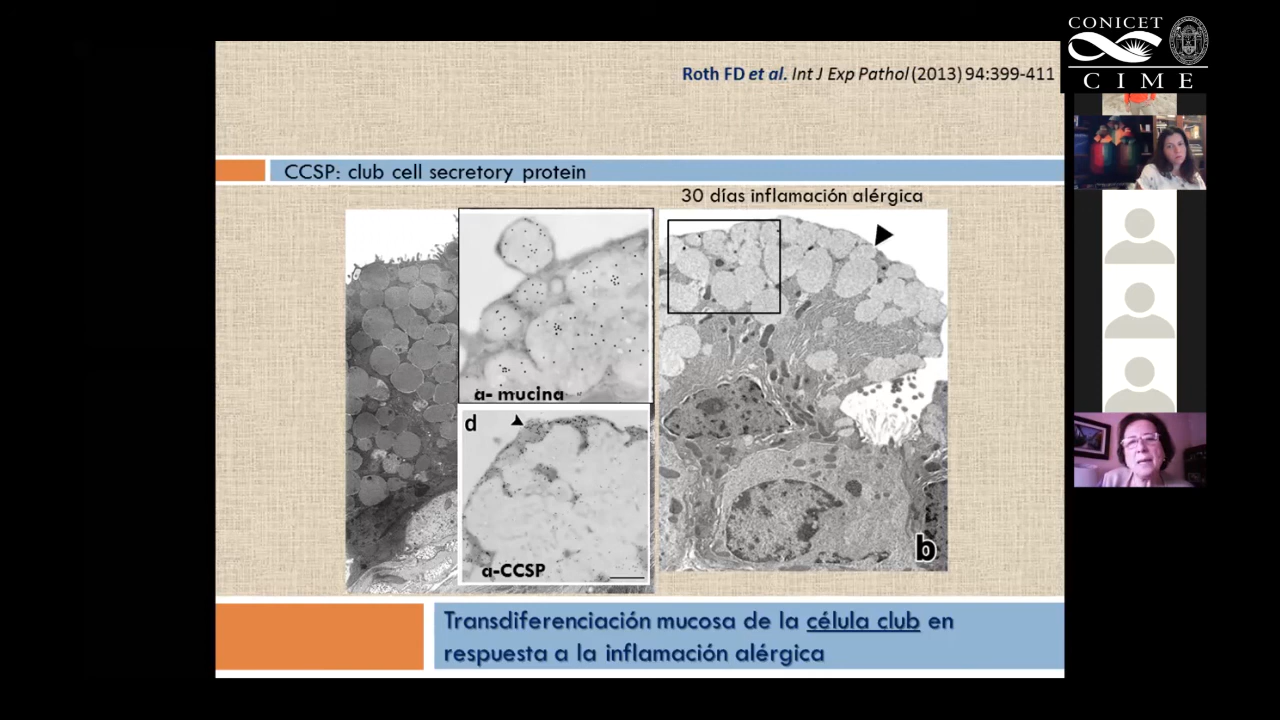 CONICET
CIME
Roth FD et al. Int J Exp Pathol (2013) 94:399-411
CCSP: club cell secretory protein
30 días inflamación alérgica
a- mucina
d
a-CCSP
b
Transdiferenciación mucosa de la célula club en
respuesta a la inflamación alérgica